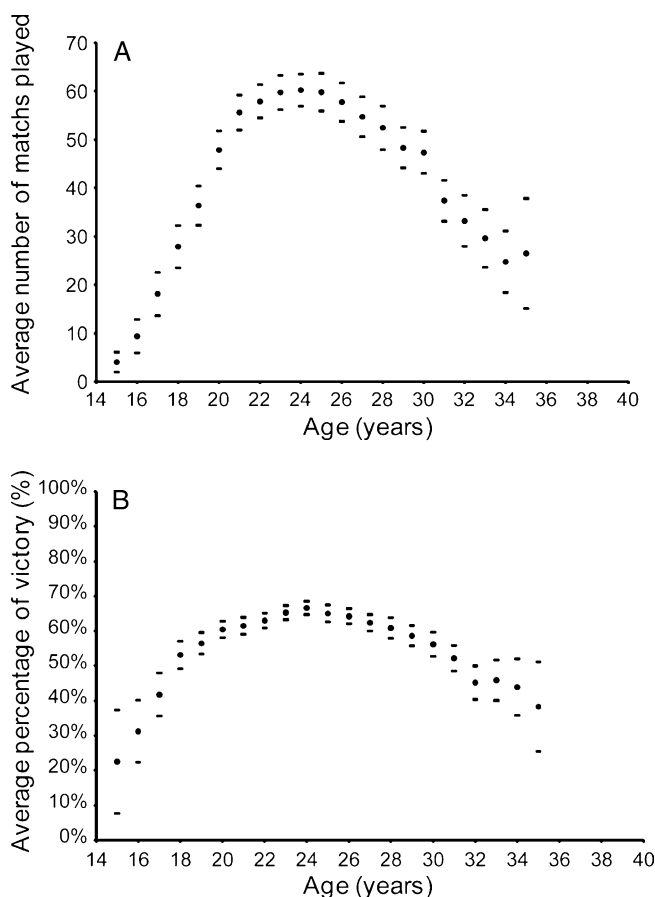 A
Average number of matchs played
70
60
50
40
30
20
10
0
14 16 18 20 22 24 26 28 30 32 34 36 38 40
Age (years)
B
Average percentage of victory (%)
100%
90%
80%
70%
60%
50%
40%
30%
20%
10%
0%
14 16 18 20 22 24 26 28 30 32 34 36 38 40
Age (years)